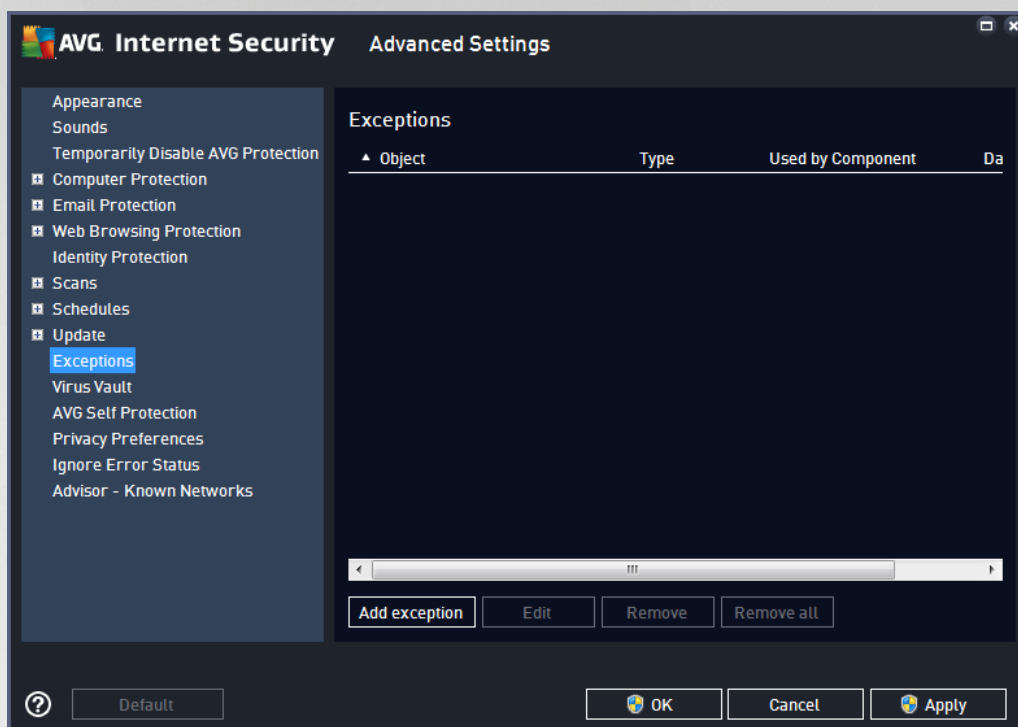 AVG. Internet Security Advanced Settings
Appearance
Sounds
Temporarily Disable AVG Protection
Computer Protection
Email Protection
Web Browsing Protection
Identity Protection
Scans
Schedules
Update
Exceptions
Virus Vault
AVG Self Protection
Privacy Preferences
Ignore Error Status
Advisor - Known Networks
Exceptions
Object Type Used by Component Da
Add exception Edit Remove Remove all
? Default OK Cancel Apply